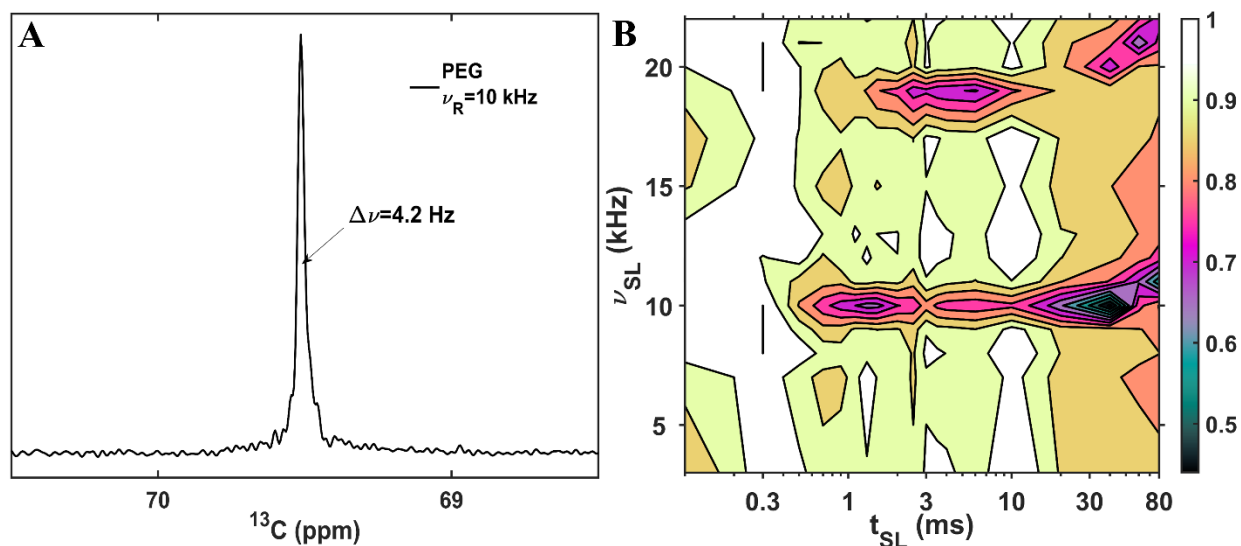 A
PEG
ν_R=10 kHz
Δν=4.2 Hz
70
69
¹³C (ppm)
B
20
15
10
5
ν_SL (kHz)
0.3
1
3
10
30
80
t_SL (ms)
1
0.9
0.8
0.7
0.6
0.5